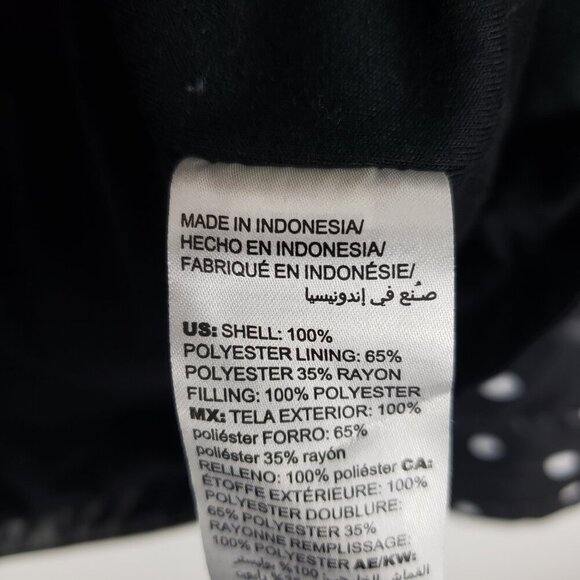 MADE IN INDONESIA/
HECHO EN INDONESIA/
FABRIQUÉ EN INDONÉSIE/
صُنع في إندونيسيا
US: SHELL: 100%
POLYESTER LINING: 65%
POLYESTER 35% RAYON
FILLING: 100% POLYESTER
MX: TELA EXTERIOR: 100%
poliéster FORRO: 65%
poliéster 35% rayón
RELLENO: 100% poliéster CA:
ÉTOFFE EXTÉRIEURE: 100%
POLYESTER DOUBLURE:
65% POLYESTER 35%
RAYONNE REMPLISSAGE:
100% POLYESTER AE/KW:
100% بوليستر